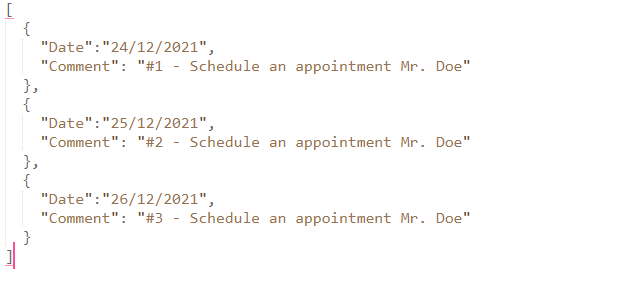 [
  {
    "Date":"24/12/2021",
    "Comment": "#1 - Schedule an appointment Mr. Doe"
  },
  {
    "Date":"25/12/2021",
    "Comment": "#2 - Schedule an appointment Mr. Doe"
  },
  {
    "Date":"26/12/2021",
    "Comment": "#3 - Schedule an appointment Mr. Doe"
  }
]